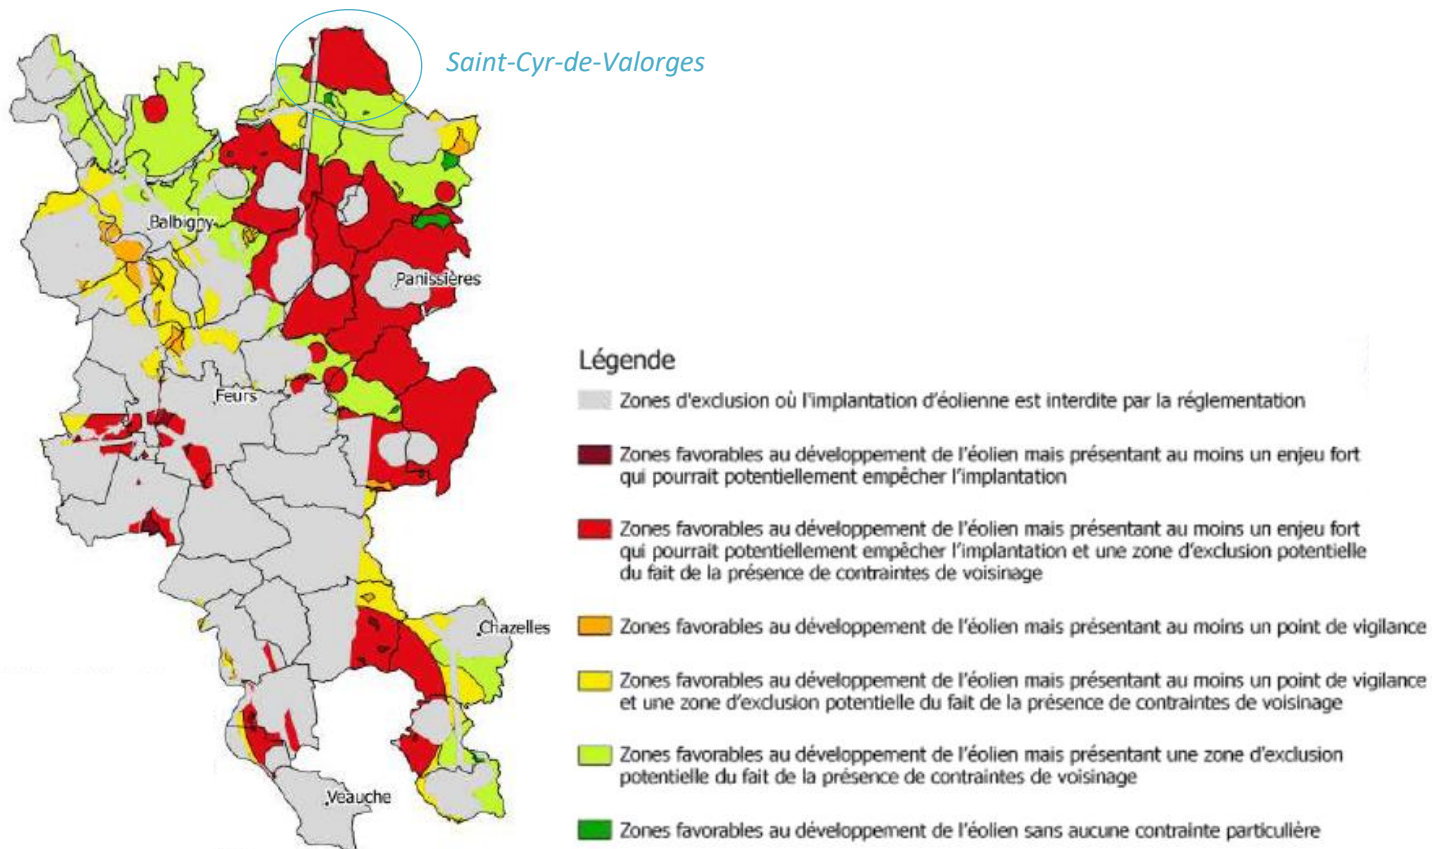 Saint-Cyr-de-Valorges
Balbigny
Panissières
Feurs
Chazelles
Veauche
Légende
Zones d'exclusion où l'implantation d'éolienne est interdite par la réglementation
Zones favorables au développement de l'éolien mais présentant au moins un enjeu fort
qui pourrait potentiellement empêcher l'implantation
Zones favorables au développement de l'éolien mais présentant au moins un enjeu fort
qui pourrait potentiellement empêcher l'implantation et une zone d'exclusion potentielle
du fait de la présence de contraintes de voisinage
Zones favorables au développement de l'éolien mais présentant au moins un point de vigilance
Zones favorables au développement de l'éolien mais présentant au moins un point de vigilance
et une zone d'exclusion potentielle du fait de la présence de contraintes de voisinage
Zones favorables au développement de l'éolien mais présentant une zone d'exclusion
potentielle du fait de la présence de contraintes de voisinage
Zones favorables au développement de l'éolien sans aucune contrainte particulière